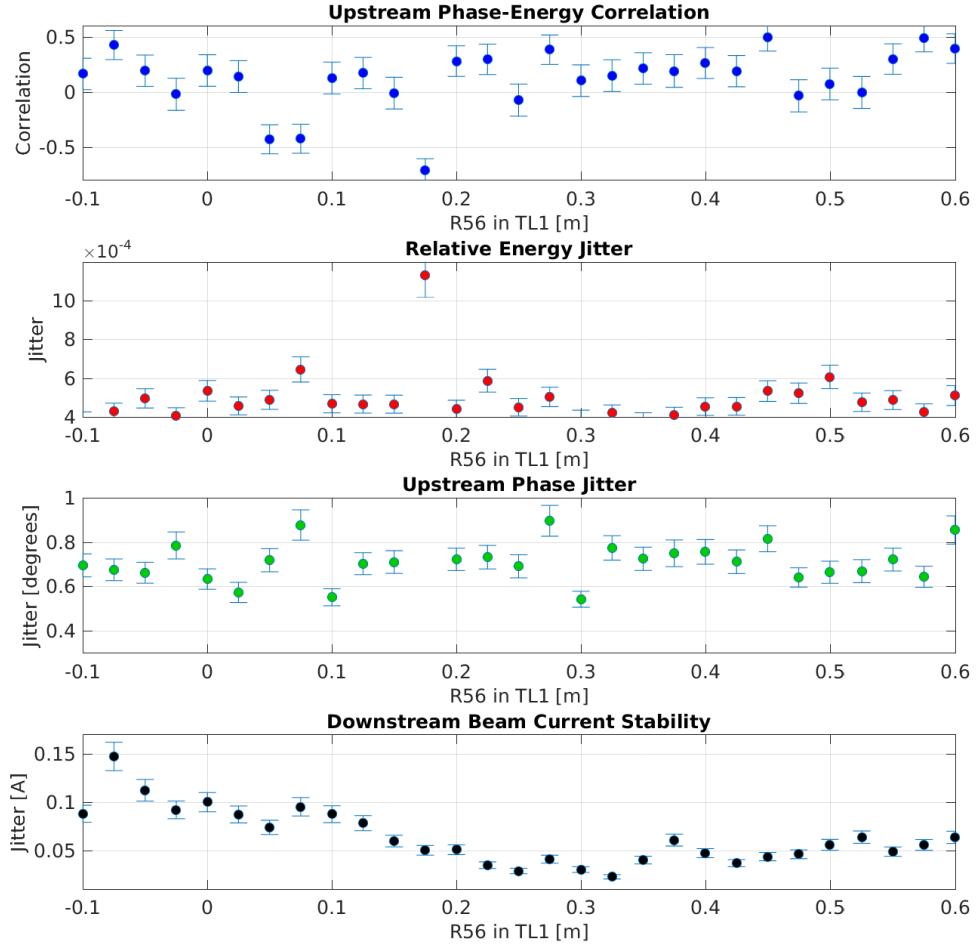 Upstream Phase-Energy Correlation
0.5
0
-0.5
Correlation
-0.1 0 0.1 0.2 0.3 0.4 0.5 0.6
R56 in TL1 [m]
×10-4
Relative Energy Jitter
10
8
6
4
Jitter
-0.1 0 0.1 0.2 0.3 0.4 0.5 0.6
R56 in TL1 [m]
Upstream Phase Jitter
1
0.8
0.6
0.4
Jitter [degrees]
-0.1 0 0.1 0.2 0.3 0.4 0.5 0.6
R56 in TL1 [m]
Downstream Beam Current Stability
0.15
0.1
0.05
Jitter [A]
-0.1 0 0.1 0.2 0.3 0.4 0.5 0.6
R56 in TL1 [m]